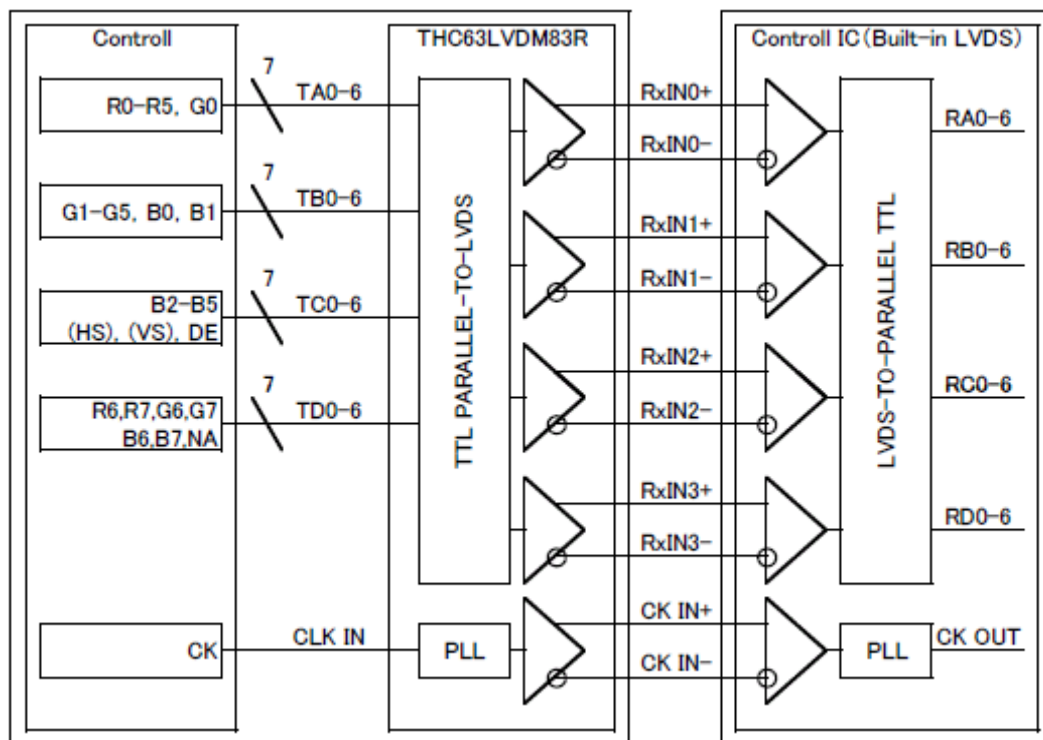 Controll
THC63LVDM83R
Controll IC(Built-in LVDS)
R0-R5, G0
7
TA0-6
RxIN0+
RxIN0-
RA0-6
G1-G5, B0, B1
7
TB0-6
RxIN1+
RxIN1-
RB0-6
B2-B5
(HS), (VS), DE
7
TC0-6
RxIN2+
RxIN2-
RC0-6
R6,R7,G6,G7
B6,B7,NA
7
TD0-6
RxIN3+
RxIN3-
RD0-6
TTL PARALLEL-TO-LVDS
LVDS-TO-PARALLEL TTL
CK
CLK IN
PLL
CK IN+
CK IN-
PLL
CK OUT